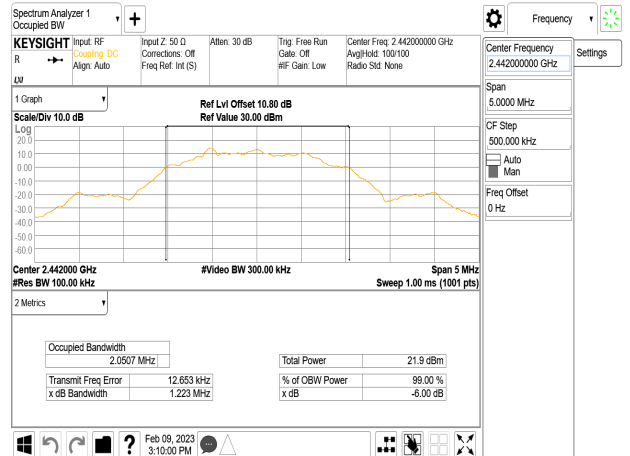 Spectrum Analyzer 1
Occupied BW
Frequency
KEYSIGHT
R
Input: RF
Coupling: DC
Align: Auto
Input Z: 50 Ω
Corrections: Off
Freq Ref: Int (S)
Atten: 30 dB
Trig: Free Run
Gate: Off
#IF Gain: Low
Center Freq: 2.442000000 GHz
Avg|Hold: 100/100
Radio Std: None
Center Frequency
2.442000000 GHz
Settings
Span
5.0000 MHz
CF Step
500.000 kHz
Auto
Man
Freq Offset
0 Hz
1 Graph
Scale/Div 10.0 dB
Ref Lvl Offset 10.80 dB
Ref Value 30.00 dBm
Log
20.0
10.0
0.00
-10.0
-20.0
-30.0
-40.0
-50.0
-60.0
Center 2.442000 GHz
#Video BW 300.00 kHz
Span 5 MHz
#Res BW 100.00 kHz
Sweep 1.00 ms (1001 pts)
2 Metrics
Occupied Bandwidth
2.0507 MHz
Total Power 21.9 dBm
Transmit Freq Error 12.653 kHz
% of OBW Power 99.00 %
x dB Bandwidth 1.223 MHz
x dB -6.00 dB
?
Feb 09, 2023
3:10:00 PM